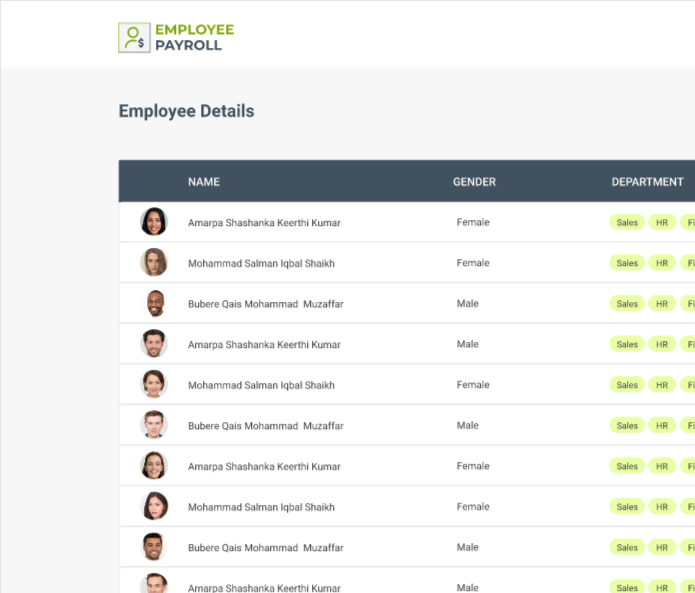 EMPLOYEE
PAYROLL
Employee Details
NAME GENDER DEPARTMENT
Amarpa Shashanka Keerthi Kumar Female Sales HR Fi
Mohammad Salman Iqbal Shaikh Female Sales HR Fi
Bubere Qais Mohammad Muzaffar Male Sales HR Fi
Amarpa Shashanka Keerthi Kumar Male Sales HR Fi
Mohammad Salman Iqbal Shaikh Female Sales HR Fi
Bubere Qais Mohammad Muzaffar Male Sales HR Fi
Amarpa Shashanka Keerthi Kumar Female Sales HR Fi
Mohammad Salman Iqbal Shaikh Female Sales HR Fi
Bubere Qais Mohammad Muzaffar Male Sales HR Fi
Amarpa Shashanka Keerthi Kumar Male Sales HR Fi